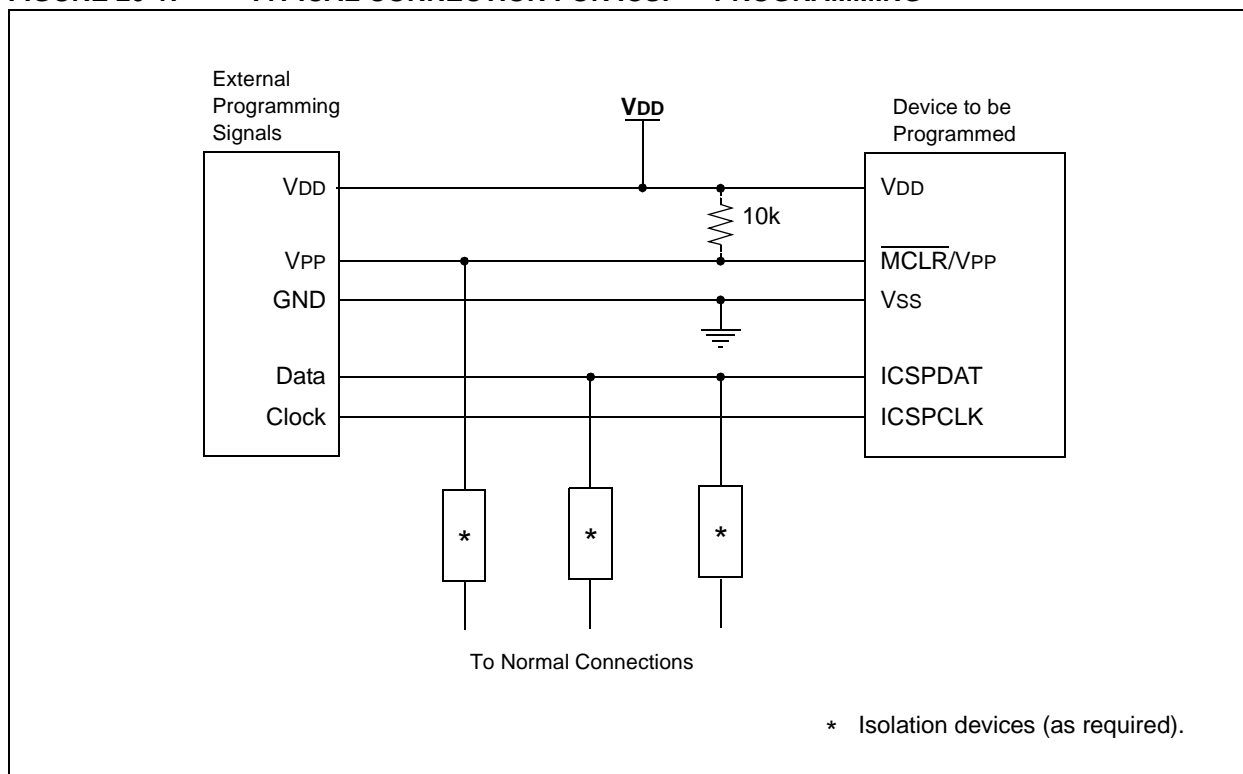 External
Programming
Signals
VDD
Device to be
Programmed
VDD
VDD
10k
VPP
MCLR/VPP
GND
VSS
Data
ICSPDAT
Clock
ICSPCLK
* * *
To Normal Connections
* Isolation devices (as required).